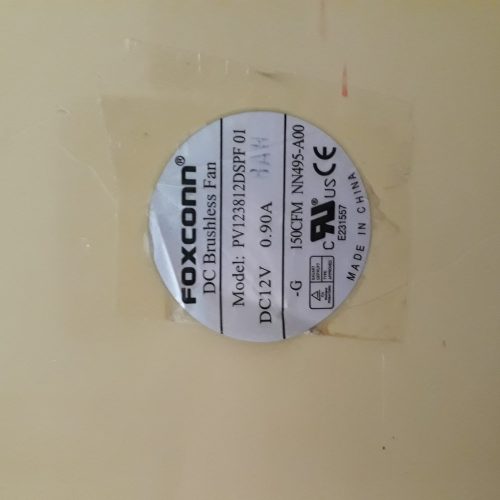 FOXCONN®
DC Brushless Fan
Model: PV123812DSPF 01
DC12V 0.90A
-G 150CFM NN495-A00
c UR US CE
E231557
MADE IN CHINA